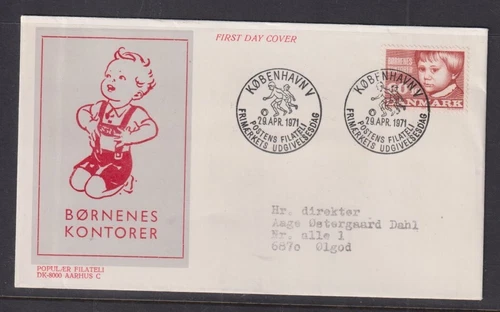 FIRST DAY COVER
BØRNENES
KONTORER
POPULÆR FILATELI
DK-8000 AARHUS C
KØBENHAVN V
29.APR.1971
POSTENS FILATELI
FRIMÆRKETS UDGIVELSESDAG
KØBENHAVN V
29.APR.1971
POSTENS FILATELI
FRIMÆRKETS UDGIVELSESDAG
BØRNENES
DANMARK
Hr. direktør
Aage Østergaard Dahl
Nr. alle 1
6870 Ølgod